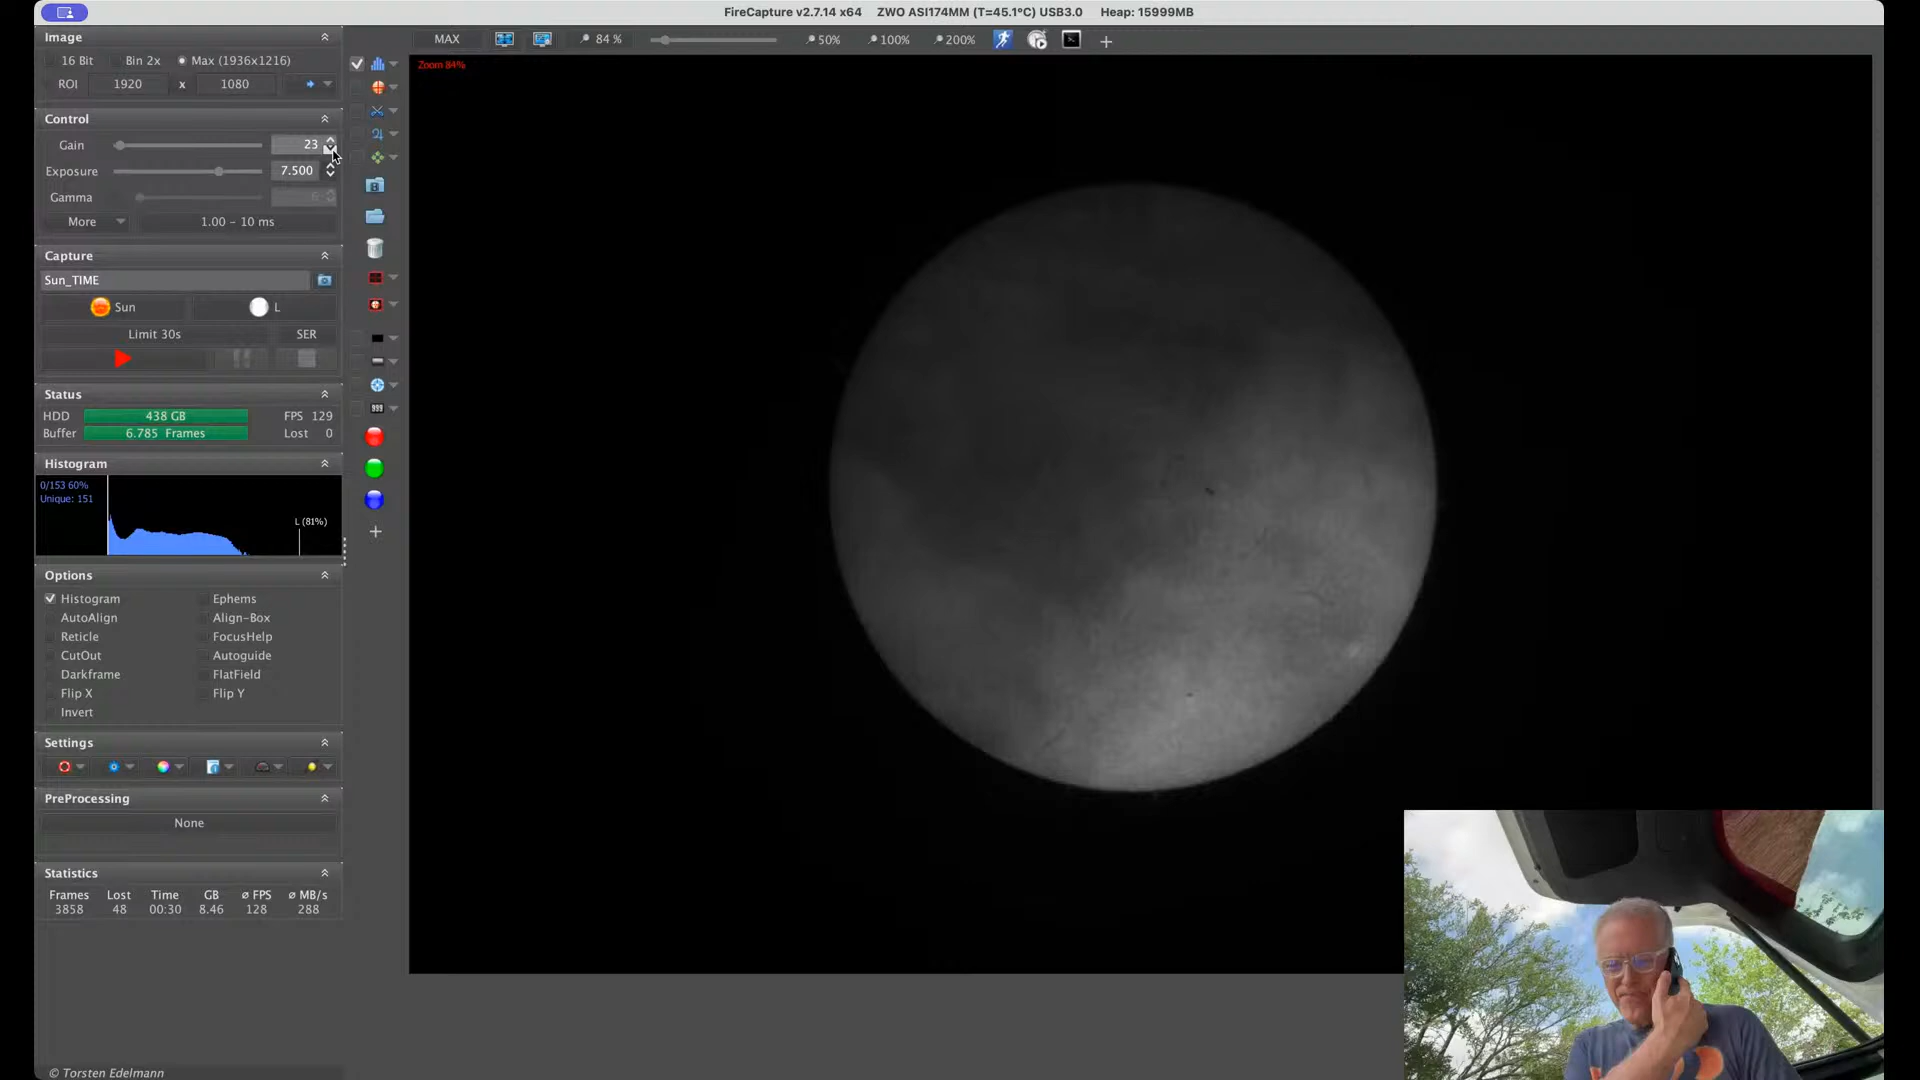 FireCapture v2.7.14 x64 ZWO ASI174MM (T=45.1°C) USB3.0 Heap: 15999MB
Image
MAX 84 % 50% 100% 200%
16 Bit Bin 2x Max (1936x1216)
Zoom 84%
ROI 1920 x 1080
Control
Gain 23
Exposure 7.500
Gamma 6
More 1.00 - 10 ms
Capture
Sun_TIME
Sun L
Limit 30s SER
Status
HDD 438 GB FPS 129
Buffer 6.785 Frames Lost 0
Histogram
0/153 60%
Unique: 151
L (81%)
Options
Histogram Ephems
AutoAlign Align-Box
Reticle FocusHelp
CutOut Autoguide
Darkframe FlatField
Flip X Flip Y
Invert
Settings
PreProcessing
None
Statistics
Frames Lost Time GB ø FPS ø MB/s
3858 48 00:30 8.46 128 288
© Torsten Edelmann